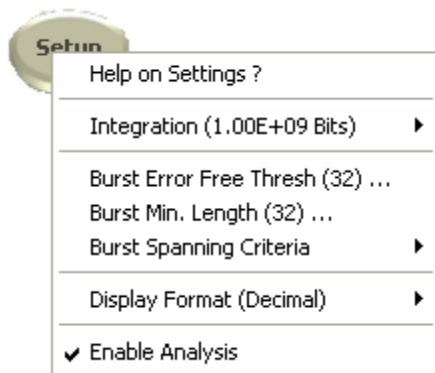 Setup
Help on Settings ?
Integration (1.00E+09 Bits)
Burst Error Free Thresh (32) ...
Burst Min. Length (32) ...
Burst Spanning Criteria
Display Format (Decimal)
Enable Analysis